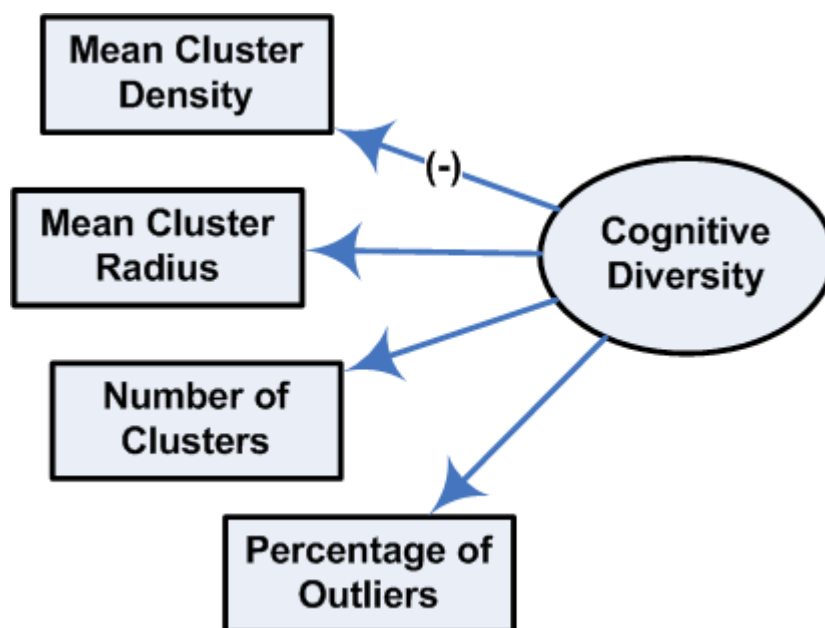 Mean Cluster
Density
(-)
Mean Cluster
Radius
Cognitive
Diversity
Number of
Clusters
Percentage of
Outliers